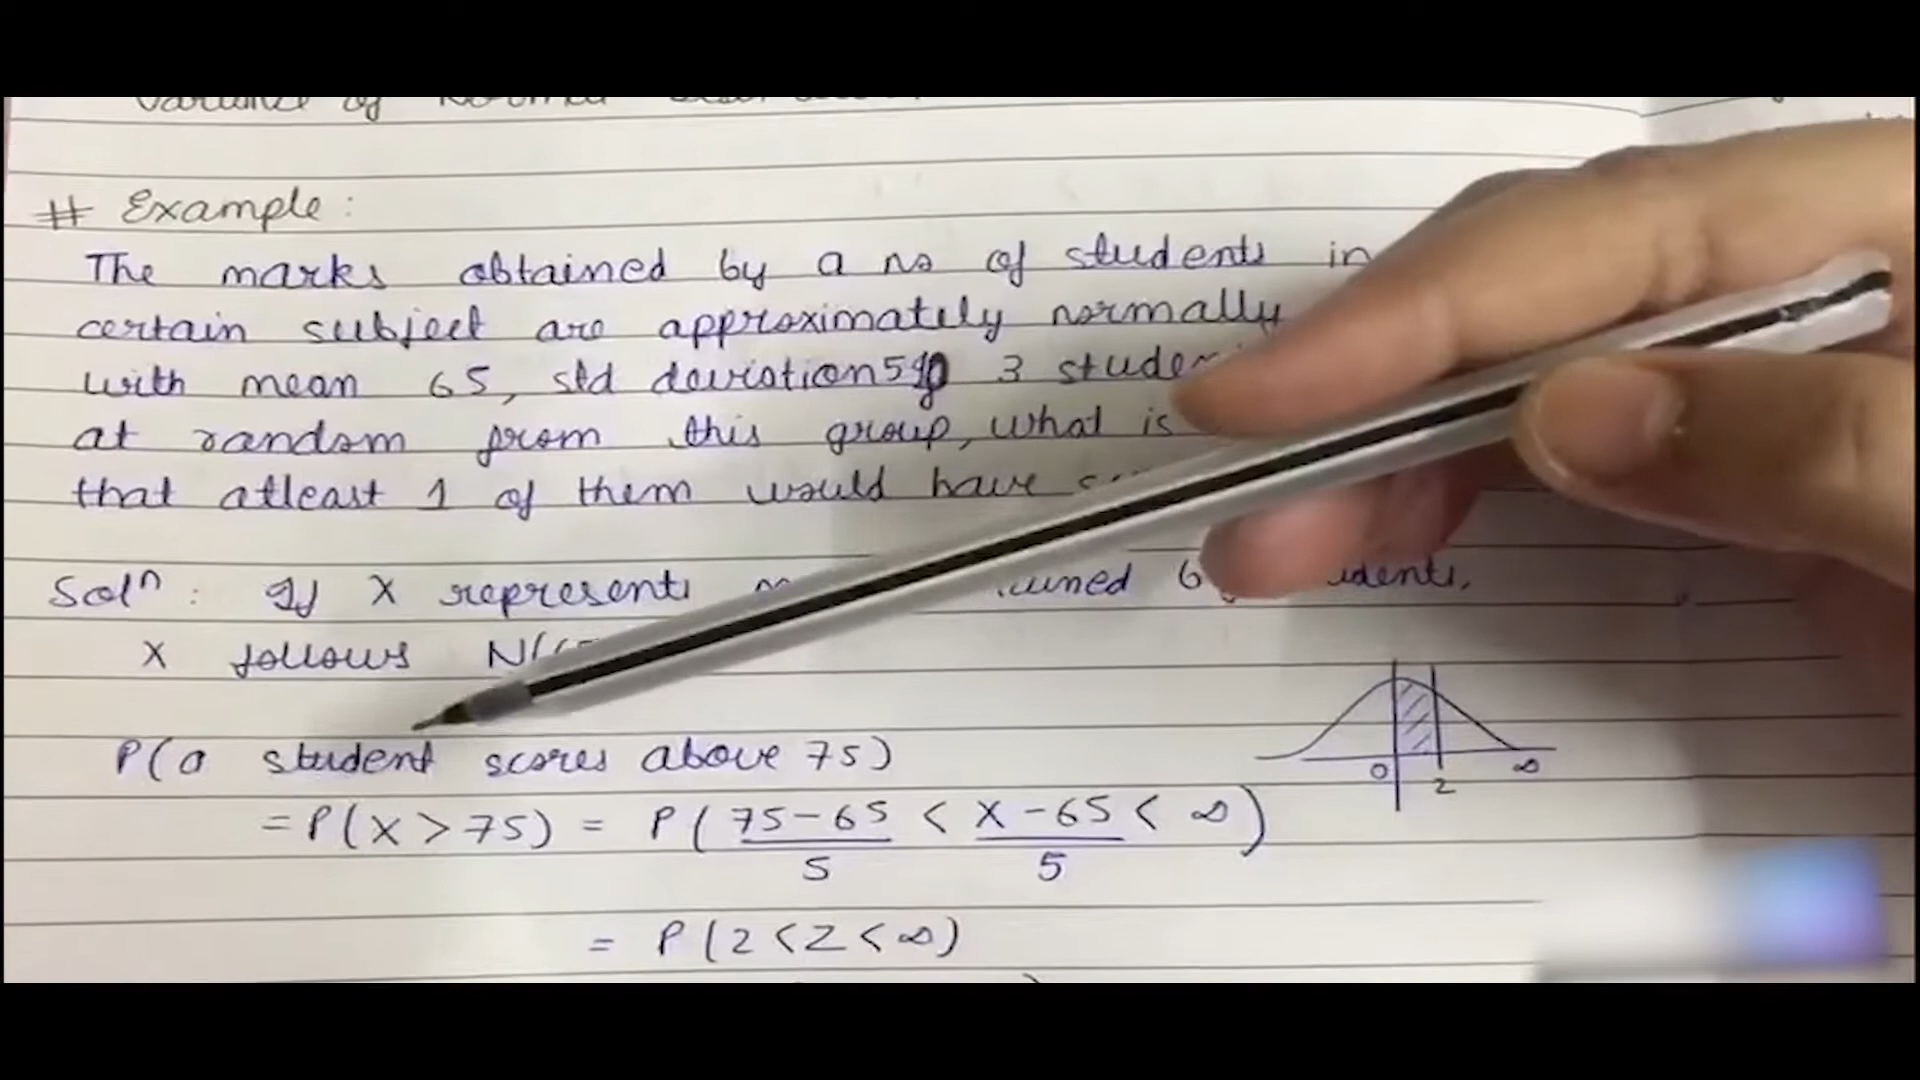 # Example:
The marks obtained by a no of students in
certain subject are approximately normally
with mean 65, std deviation 5 3
at random from this group, what is
that atleast 1 of them would have
Solⁿ: If X represents
X follows
P(a student scores above 75)
0 2 ∞
= P(X > 75) = P( (75-65)/5 < (X-65)/5 < ∞ )
= P(2 < Z < ∞)